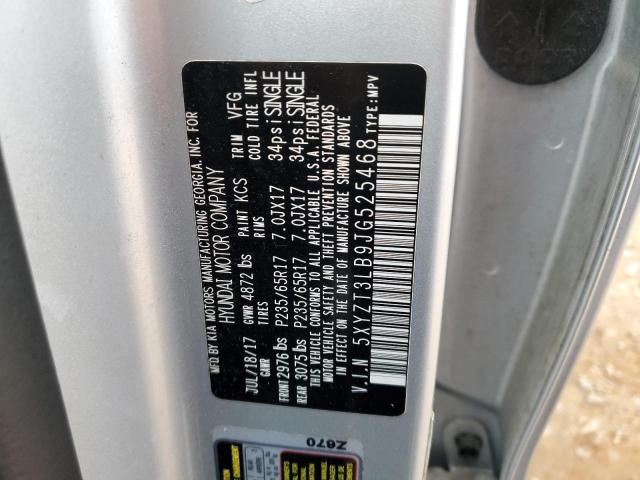 MFD BY KIA MOTORS MANUFACTURING GEORGIA, INC. FOR
HYUNDAI MOTOR COMPANY
JUL/18/17 GVWR 4872 lbs PAINT KCS TRIM VFG
GAWR TIRES RIMS COLD TIRE INFL
FRONT 2976 lbs P235/65R17 7.0JX17 34psi SINGLE
REAR 3075 lbs P235/65R17 7.0JX17 34psi SINGLE
THIS VEHICLE CONFORMS TO ALL APPLICABLE U.S.A. FEDERAL
MOTOR VEHICLE SAFETY AND THEFT PREVENTION STANDARDS
IN EFFECT ON THE DATE OF MANUFACTURE SHOWN ABOVE
V.I.N 5XYZT3LB9JG525468 TYPE:MPV
Z670